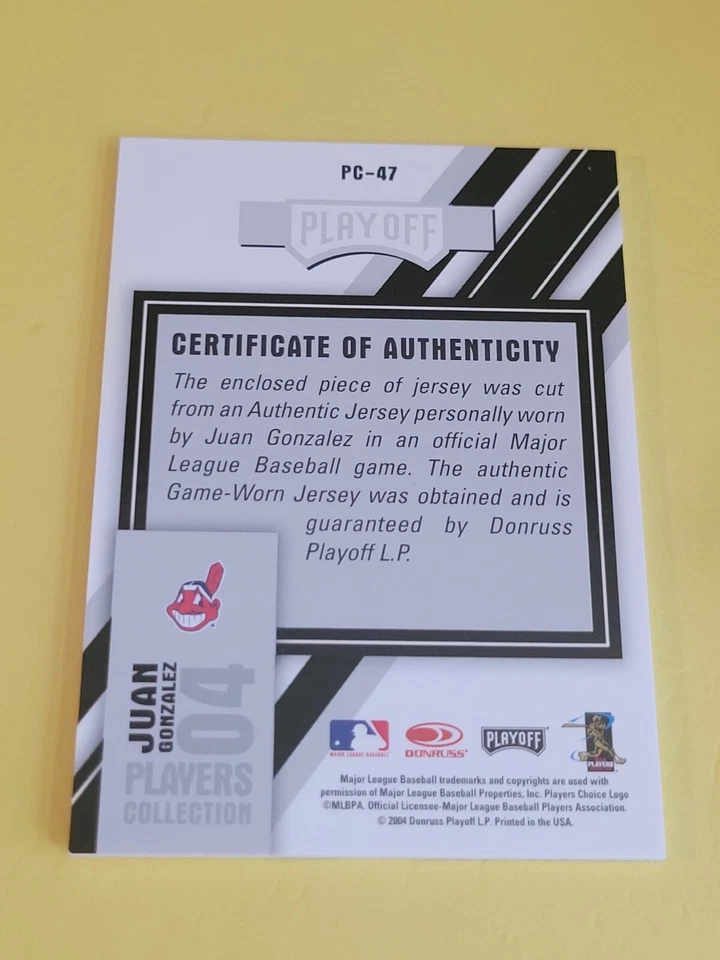 PC-47
PLAYOFF
CERTIFICATE OF AUTHENTICITY
The enclosed piece of jersey was cut
from an Authentic Jersey personally worn
by Juan Gonzalez in an official Major
League Baseball game. The authentic
Game-Worn Jersey was obtained and is
guaranteed by Donruss
Playoff L.P.
JUAN
GONZALEZ
04
PLAYERS
COLLECTION
MAJOR LEAGUE BASEBALL
DONRUSS
PLAYOFF
PLAYERS
Major League Baseball trademarks and copyrights are used with
permission of Major League Baseball Properties, Inc. Players Choice Logo
©MLBPA. Official Licensee-Major League Baseball Players Association.
© 2004 Donruss Playoff L.P. Printed in the USA.